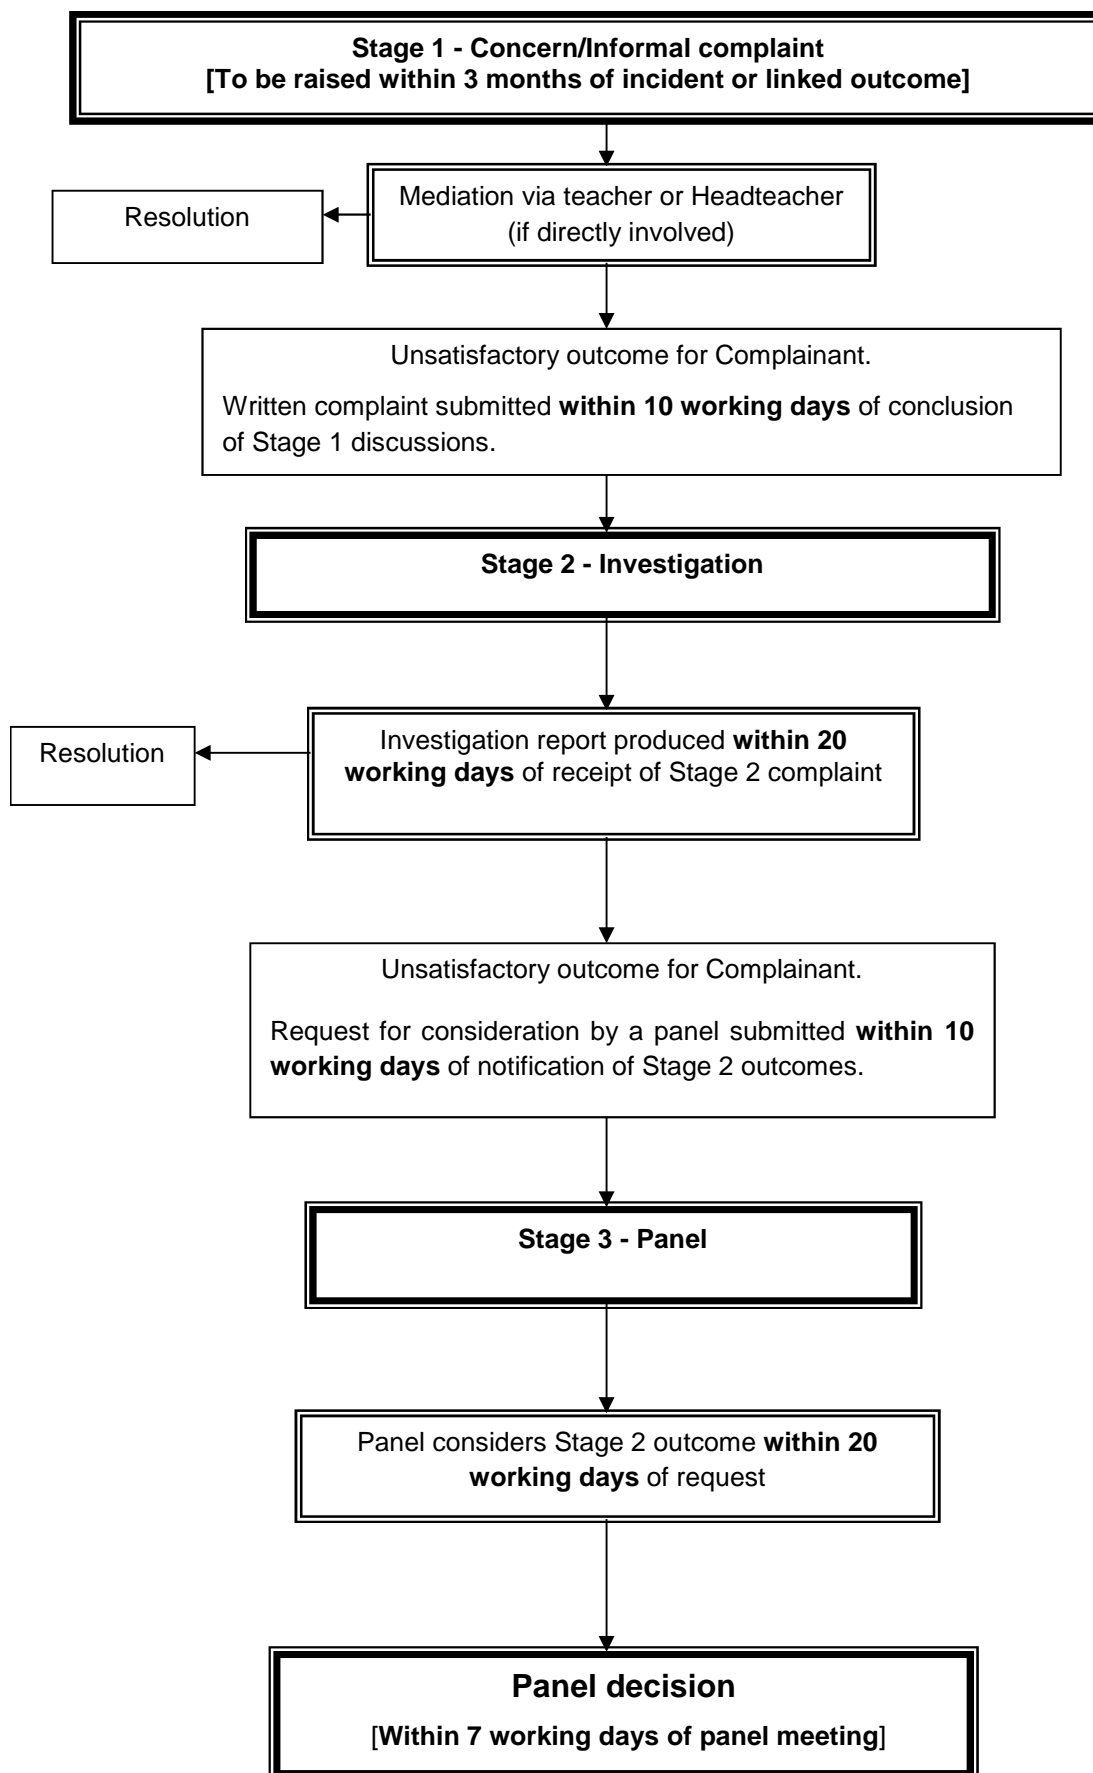 Stage 1 - Concern/Informal complaint
[To be raised within 3 months of incident or linked outcome]
Mediation via teacher or Headteacher
(if directly involved)
Resolution
Unsatisfactory outcome for Complainant.
Written complaint submitted within 10 working days of conclusion
of Stage 1 discussions.
Stage 2 - Investigation
Investigation report produced within 20
working days of receipt of Stage 2 complaint
Resolution
Unsatisfactory outcome for Complainant.
Request for consideration by a panel submitted within 10
working days of notification of Stage 2 outcomes.
Stage 3 - Panel
Panel considers Stage 2 outcome within 20
working days of request
Panel decision
[Within 7 working days of panel meeting]